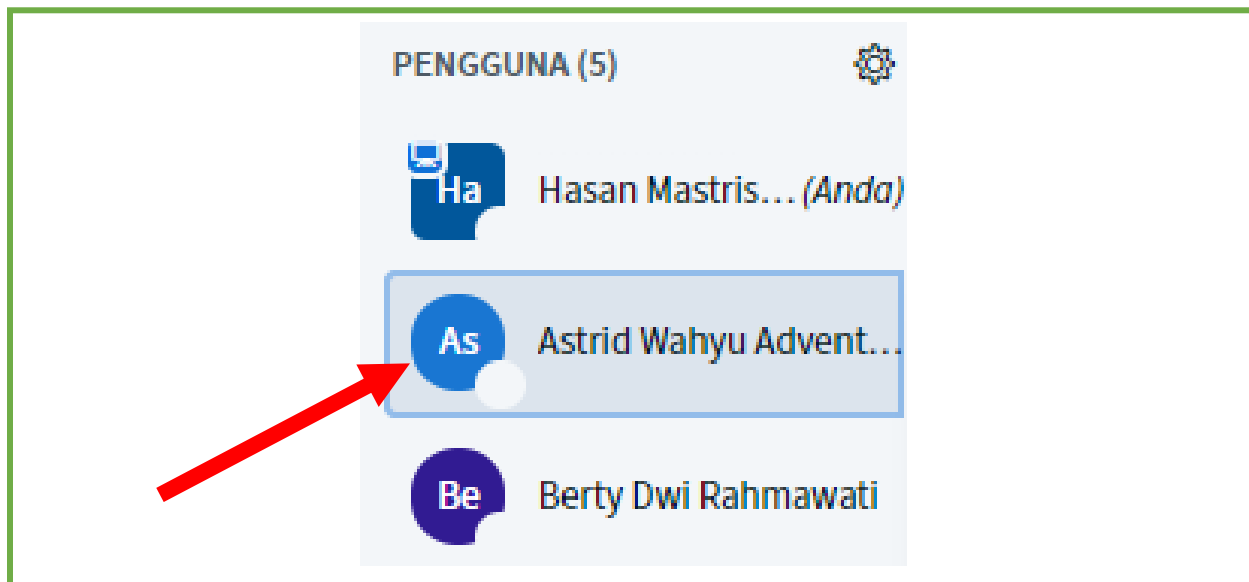 PENGGUNA (5)
Ha Hasan Mastris... (Anda)
As Astrid Wahyu Advent...
Be Berty Dwi Rahmawati